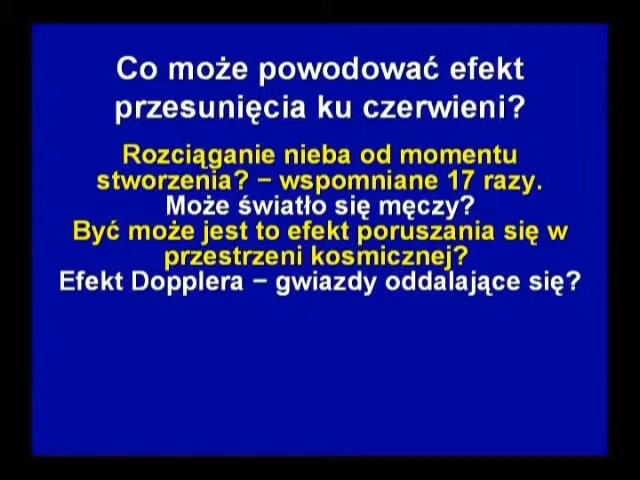 Co może powodować efekt
przesunięcia ku czerwieni?
Rozciąganie nieba od momentu
stworzenia? – wspomniane 17 razy.
Może światło się męczy?
Być może jest to efekt poruszania się w
przestrzeni kosmicznej?
Efekt Dopplera – gwiazdy oddalające się?